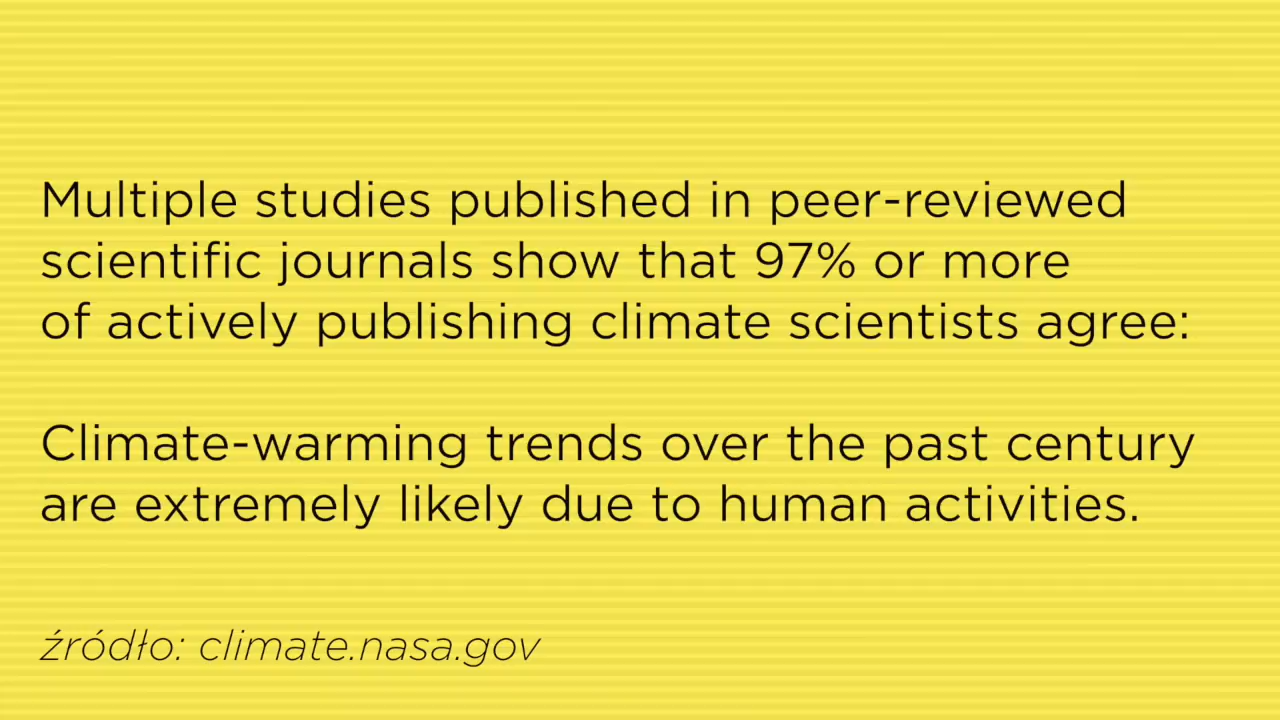 Multiple studies published in peer-reviewed
scientific journals show that 97% or more
of actively publishing climate scientists agree:
Climate-warming trends over the past century
are extremely likely due to human activities.
źródło: climate.nasa.gov